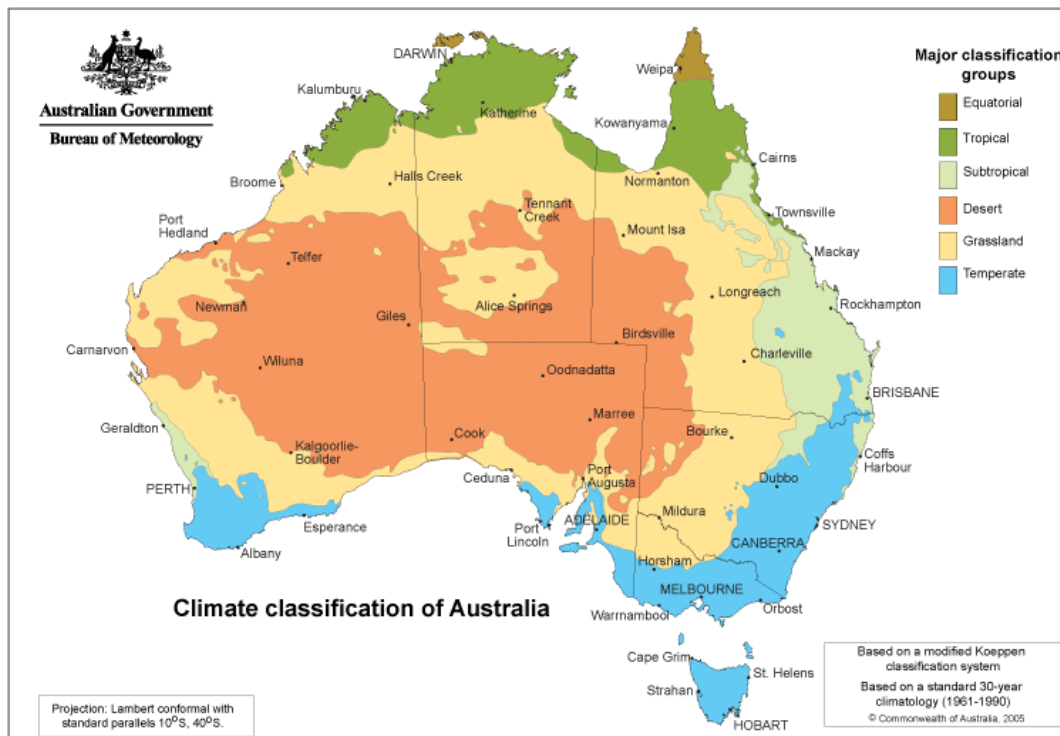 Australian Government
Bureau of Meteorology
Major classification
groups
Equatorial
Tropical
Subtropical
Desert
Grassland
Temperate
DARWIN
Weipa
Kalumburu
Katherine
Kowanyama
Cairns
Broome
Halls Creek
Normanton
Tennant
Creek
Townsville
Port
Hedland
Mount Isa
Mackay
Telfer
Newman
Alice Springs
Longreach
Rockhampton
Giles
Birdsville
Carnarvon
Wiluna
Charleville
Oodnadatta
BRISBANE
Marree
Geraldton
Cook
Bourke
Kalgoorlie-
Boulder
Coffs
Harbour
Ceduna
Port
Augusta
Dubbo
PERTH
Esperance
Port
Lincoln
ADELAIDE
Mildura
SYDNEY
CANBERRA
Albany
Horsham
MELBOURNE
Orbost
Warrnambool
Climate classification of Australia
Cape Grim
St. Helens
Strahan
HOBART
Projection: Lambert conformal with
standard parallels 10°S, 40°S.
Based on a modified Koeppen
classification system
Based on a standard 30-year
climatology (1961-1990)
© Commonwealth of Australia, 2005